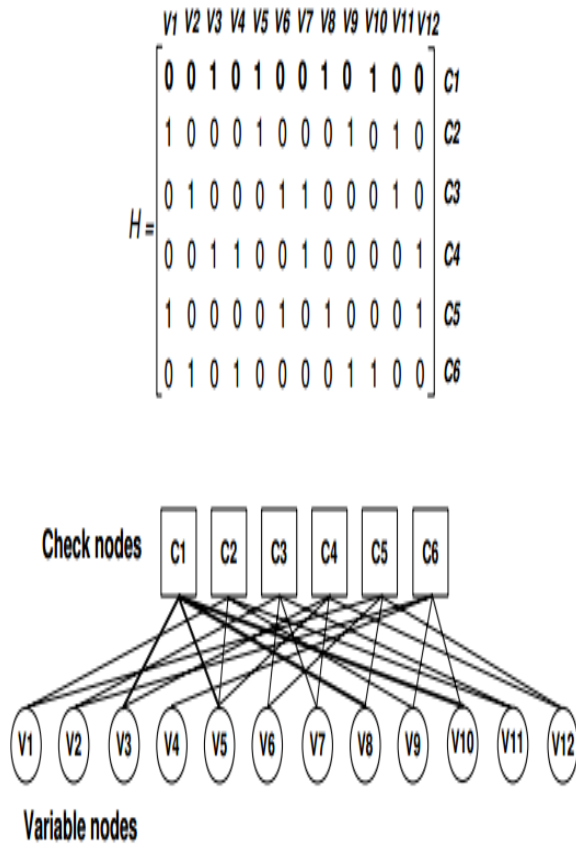 V1 V2 V3 V4 V5 V6 V7 V8 V9 V10 V11 V12
0 0 1 0 1 0 0 1 0 1 0 0 C1
1 0 0 0 1 0 0 0 1 0 1 0 C2
0 1 0 0 0 1 1 0 0 0 1 0 C3
H =
0 0 1 1 0 0 1 0 0 0 0 1 C4
1 0 0 0 0 1 0 1 0 0 0 1 C5
0 1 0 1 0 0 0 0 1 1 0 0 C6
Check nodes C1 C2 C3 C4 C5 C6
V1 V2 V3 V4 V5 V6 V7 V8 V9 V10 V11 V12
Variable nodes